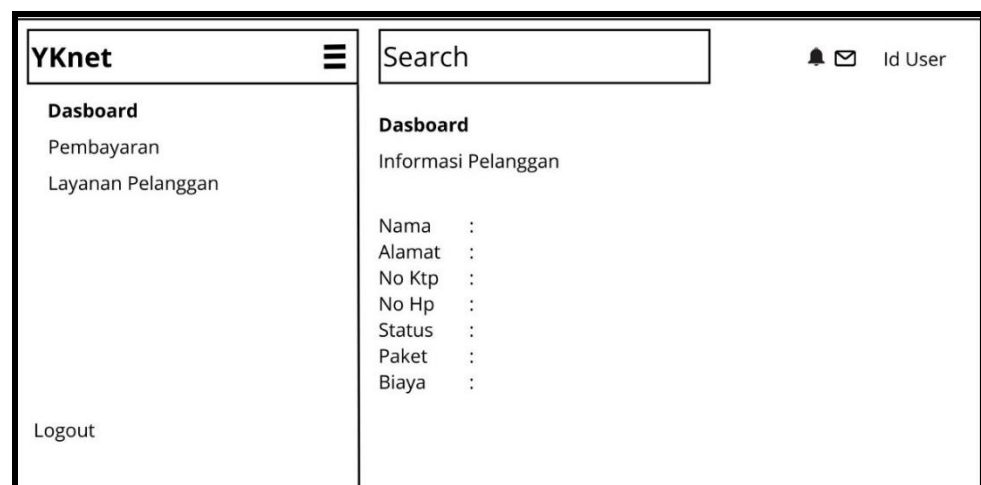 YKnet
Dasboard
Pembayaran
Layanan Pelanggan
Logout
Search
Id User
Dasboard
Informasi Pelanggan
Nama :
Alamat :
No Ktp :
No Hp :
Status :
Paket :
Biaya :